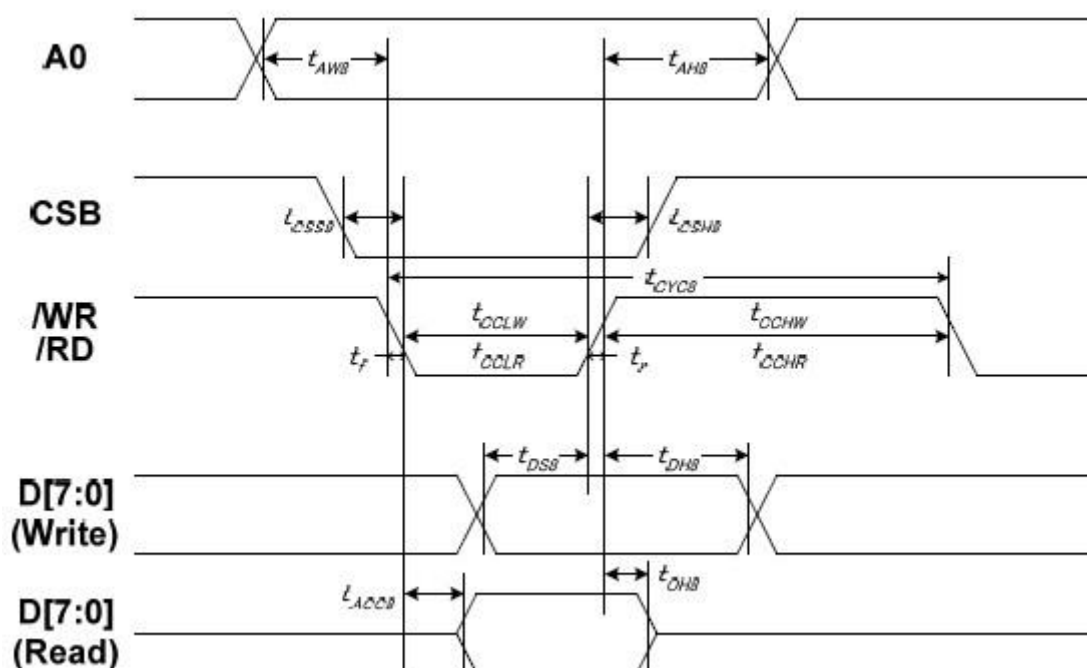 A0
tAW8
tAH8
CSB
tCSS8
tCSH8
tCYC8
/WR
/RD
tCCLW
tCCHW
tf
tCCLR
tr
tCCHR
D[7:0]
(Write)
tDS8
tDH8
D[7:0]
(Read)
tACC8
tOH8